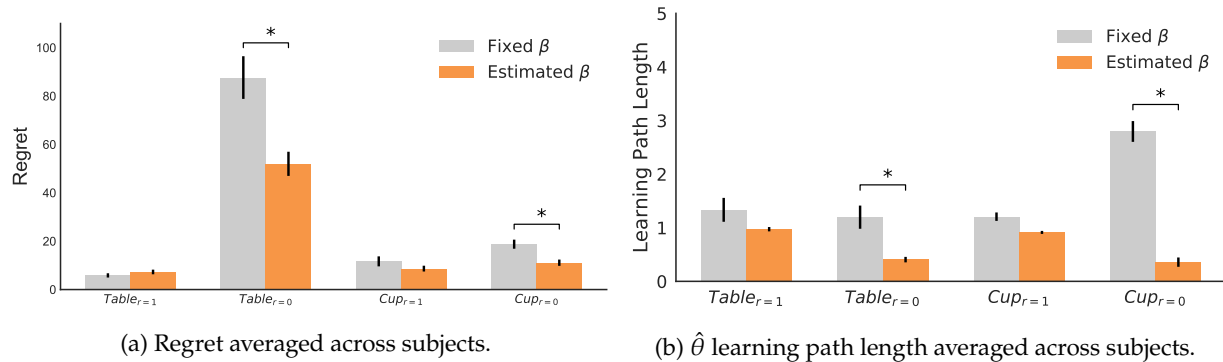 Regret
100
80
60
40
20
0
*
*
Fixed β
Estimated β
Table_{r=1}
Table_{r=0}
Cup_{r=1}
Cup_{r=0}
(a) Regret averaged across subjects.
Learning Path Length
5
4
3
2
1
0
Fixed β
Estimated β
*
*
Table_{r=1}
Table_{r=0}
Cup_{r=1}
Cup_{r=0}
(b) θ̂ learning path length averaged across subjects.